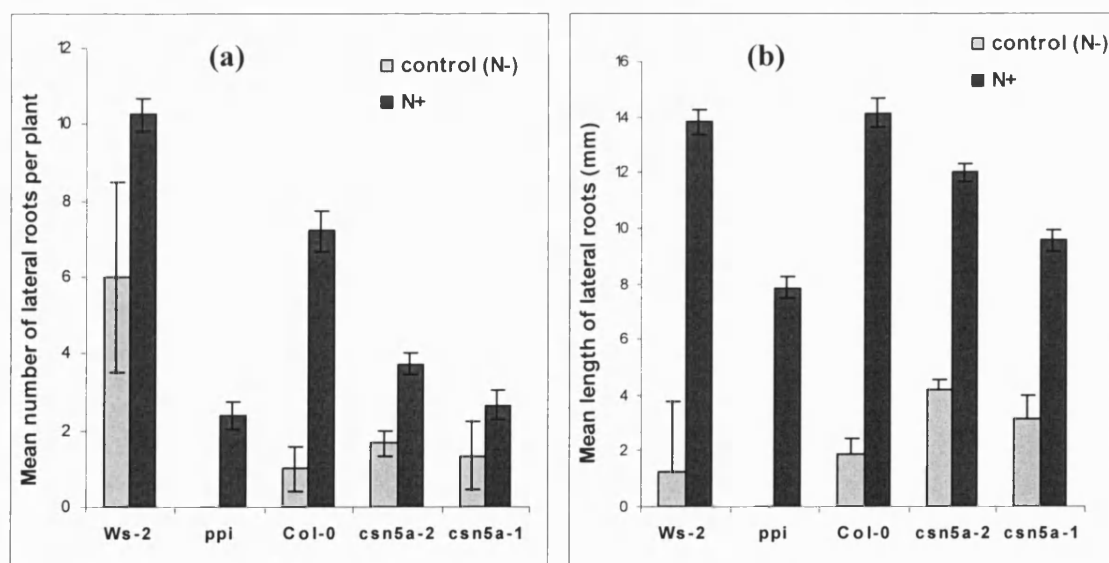 (a)
control (N-)
N+
Mean number of lateral roots per plant
12
10
8
6
4
2
0
Ws-2 ppi Col-0 csn5a-2 csn5a-1
(b)
control (N-)
N+
Mean length of lateral roots (mm)
16
14
12
10
8
6
4
2
0
Ws-2 ppi Col-0 csn5a-2 csn5a-1